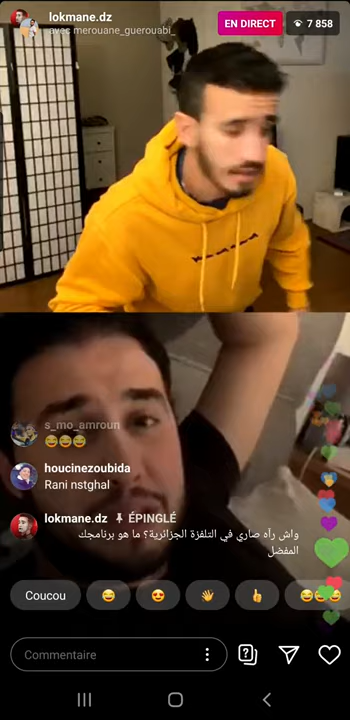 lokmane.dz
avec merouane_guerouabi_
EN DIRECT
7 858
s_mo_amroun
😂😂😂
houcinezoubida
Rani nstghal
lokmane.dz ÉPINGLÉ
واش رآه صاري في التلفزة الجزائرية؟ ما هو برنامجك
المفضل
Coucou 😂 😍 👋 👍 😂😂😂
Commentaire